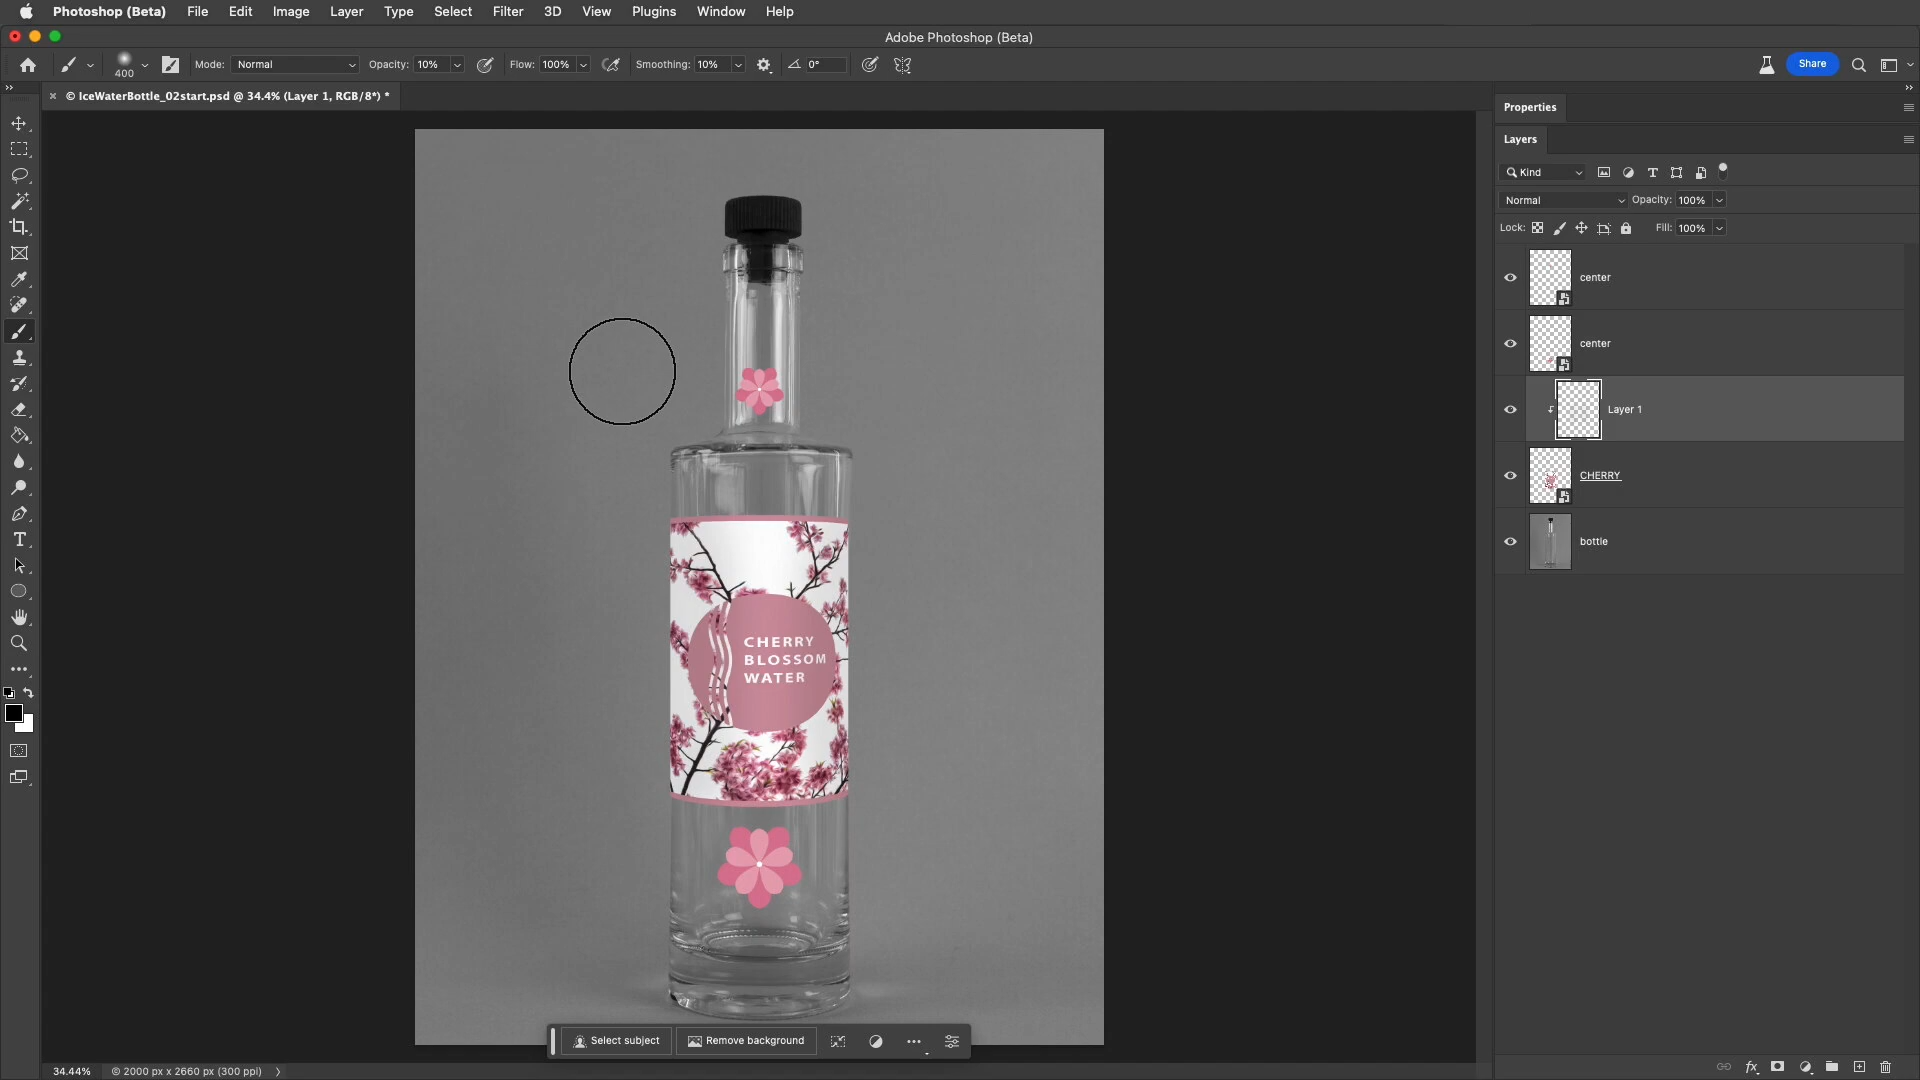 Photoshop (Beta) File Edit Image Layer Type Select Filter 3D View Plugins Window Help
Adobe Photoshop (Beta)
400 Mode: Normal Opacity: 10% Flow: 100% Smoothing: 10% 0° Share
© IceWaterBottle_02start.psd @ 34.4% (Layer 1, RGB/8*) *
Properties
Layers
Kind
Normal Opacity: 100%
Lock: Fill: 100%
center
center
Layer 1
CHERRY
bottle
CHERRY
BLOSSOM
WATER
Select subject Remove background
34.44% © 2000 px x 2660 px (300 ppi)